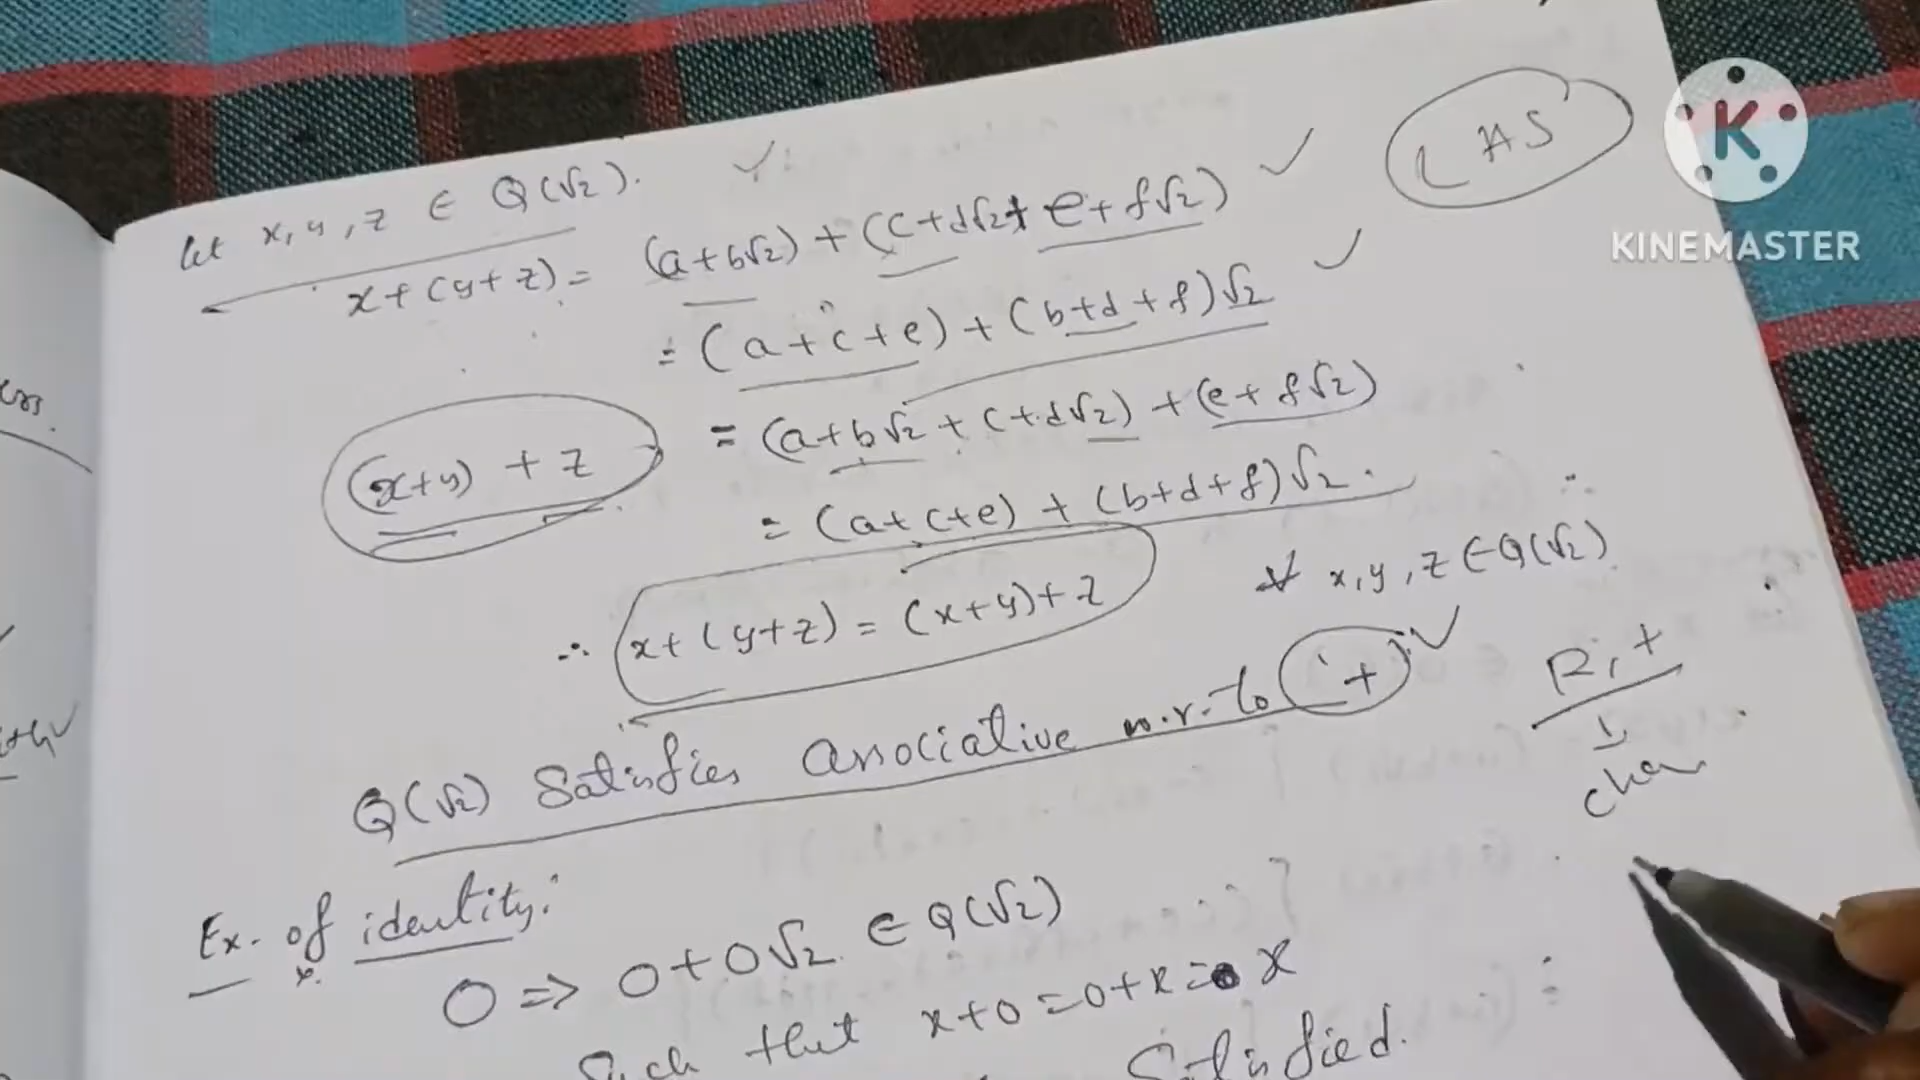 let x, y, z ∈ Q(√2).
x+(y+z) = (a+b√2) + (c+d√2 + e+f√2)
= (a+c+e) + (b+d+f)√2
(x+y) + z = (a+b√2 + c+d√2) + (e+f√2)
= (a+c+e) + (b+d+f)√2.
∴ x+(y+z) = (x+y)+z ∀ x, y, z ∈ Q(√2)
Q(√2) Satisfies associative w.r. to '+'
Ex. of identity:
0 => 0+0√2 ∈ Q(√2)
Such that x+0=0+x=x
Satisfied.
R, +
K
KINEMASTER